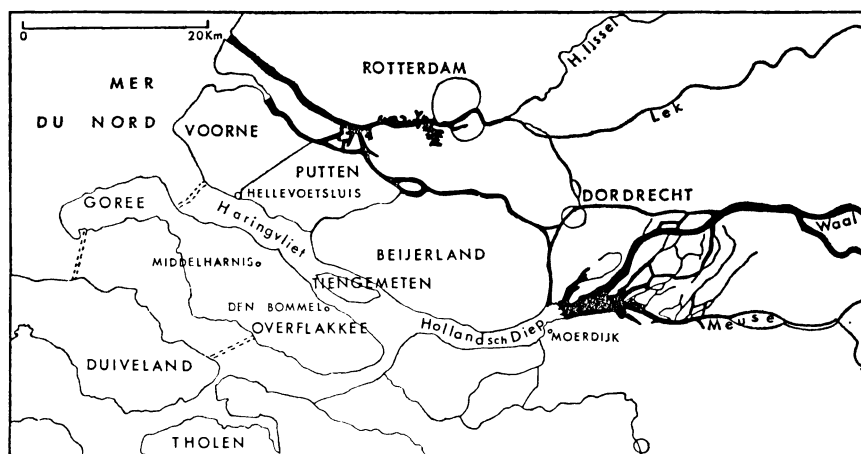 0 20Km
MER
DU NORD
ROTTERDAM
H. Ijssel
Lek
VOORNE
PUTTEN
HELLEVOETSLUIS
DORDRECHT
GOREE
Haringvliet
Waal
BEIJERLAND
MIDDELHARNIS
TIENGEMETEN
DEN BOMMEL
OVERFLAKKEE
Hollandsch Diep
MOERDIJK
Meuse
DUIVELAND
THOLEN